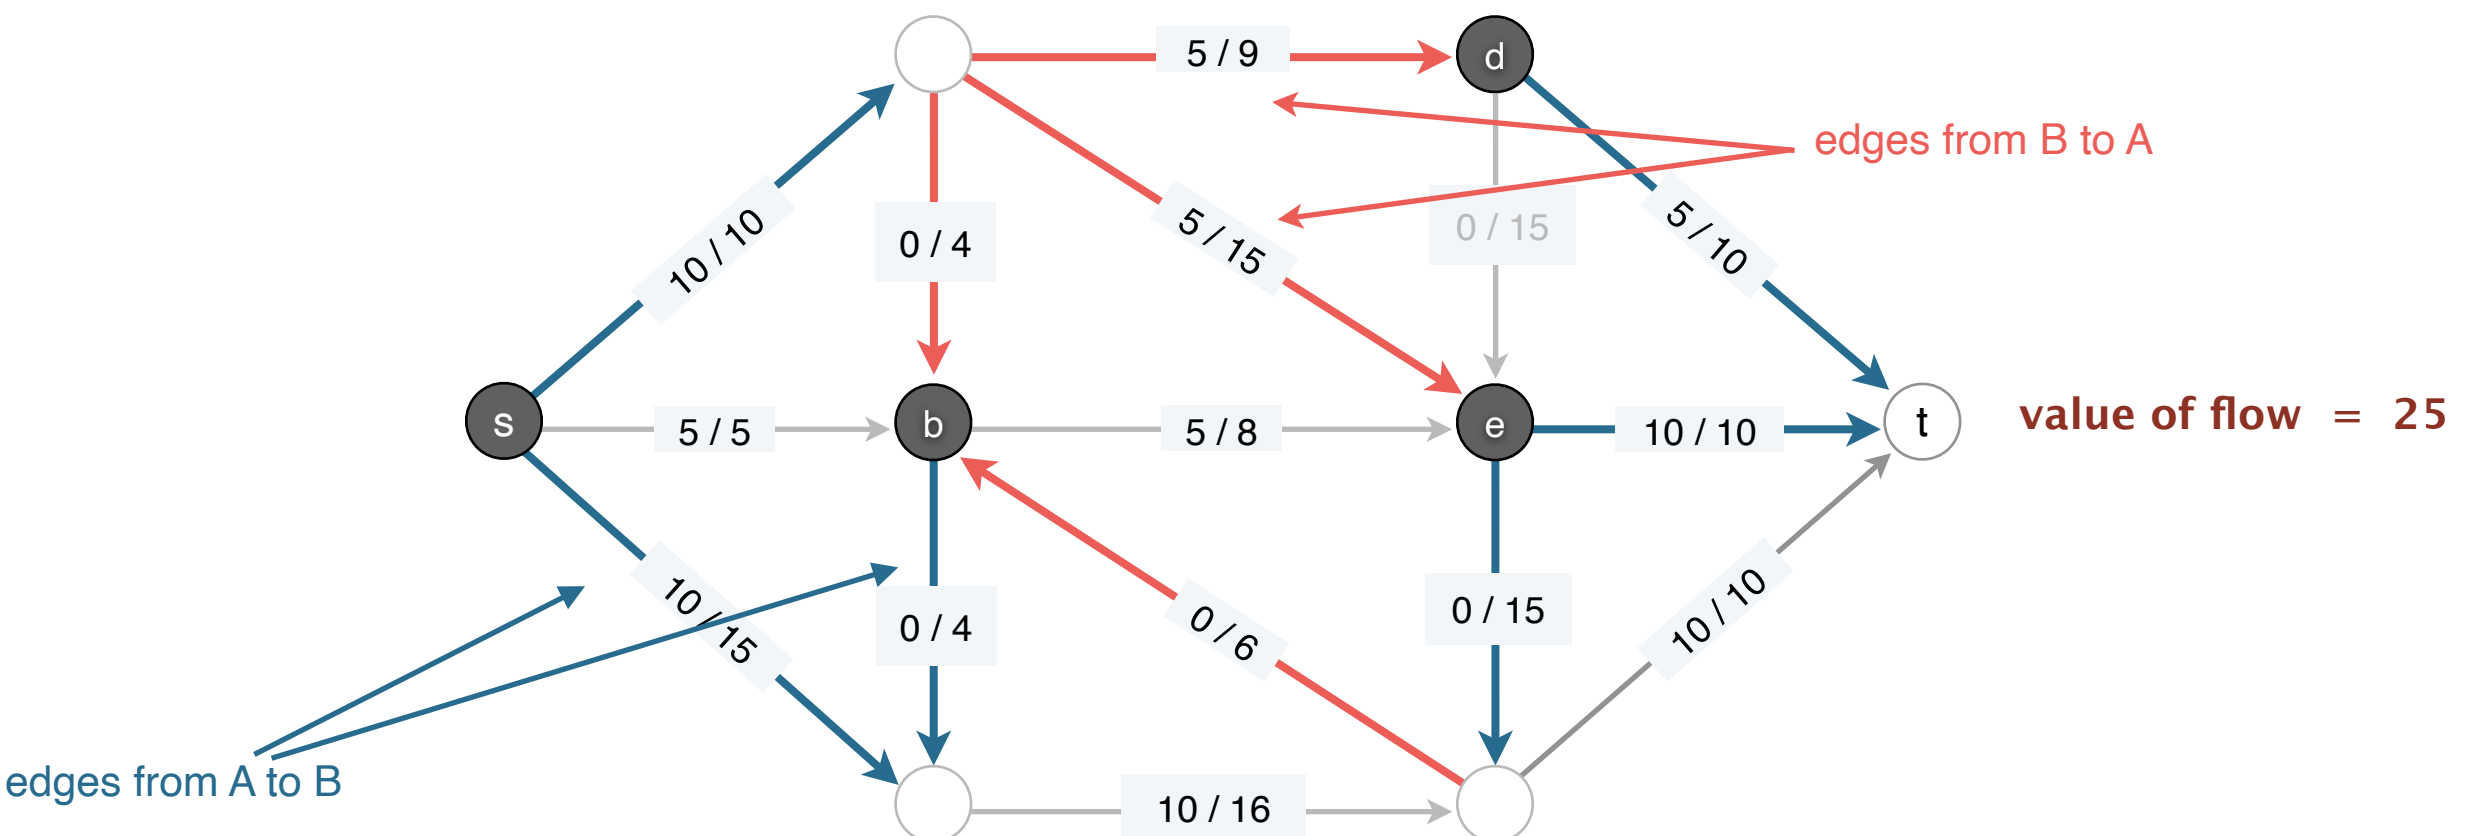 5 / 9
d
edges from B to A
10 / 10
0 / 4
5 / 15
0 / 15
5 / 10
s
5 / 5
b
5 / 8
e
10 / 10
t
value of flow = 25
10 / 15
0 / 4
0 / 6
0 / 15
10 / 10
edges from A to B
10 / 16